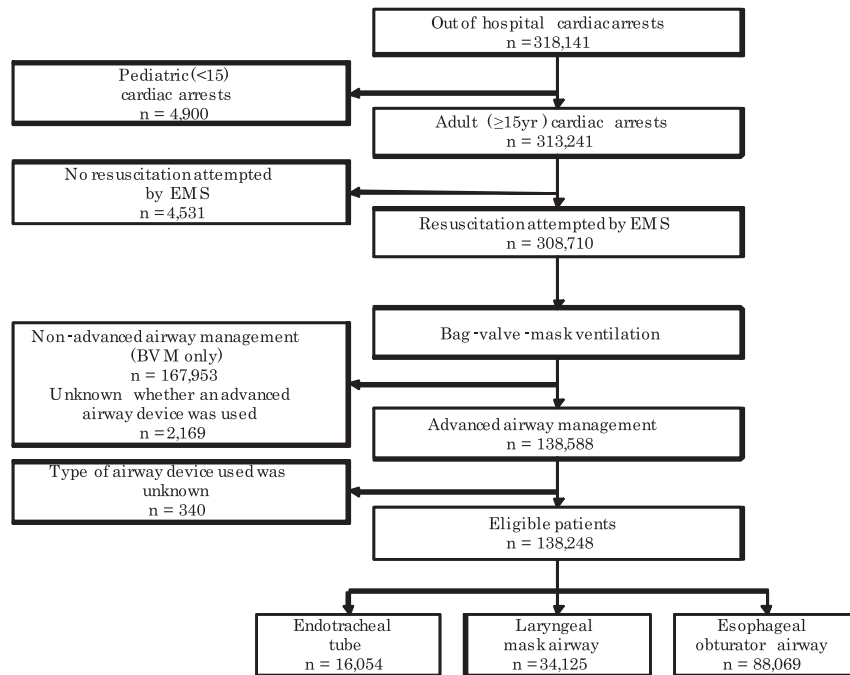 Out of hospital cardiac arrests
n = 318,141
Pediatric (<15)
cardiac arrests
n = 4,900
Adult (≥15yr) cardiac arrests
n = 313,241
No resuscitation attempted
by EMS
n = 4,531
Resuscitation attempted by EMS
n = 308,710
Bag-valve-mask ventilation
Non-advanced airway management
(BVM only)
n = 167,953
Unknown whether an advanced
airway device was used
n = 2,169
Advanced airway management
n = 138,588
Type of airway device used was
unknown
n = 340
Eligible patients
n = 138,248
Endotracheal
tube
n = 16,054
Laryngeal
mask airway
n = 34,125
Esophageal
obturator airway
n = 88,069